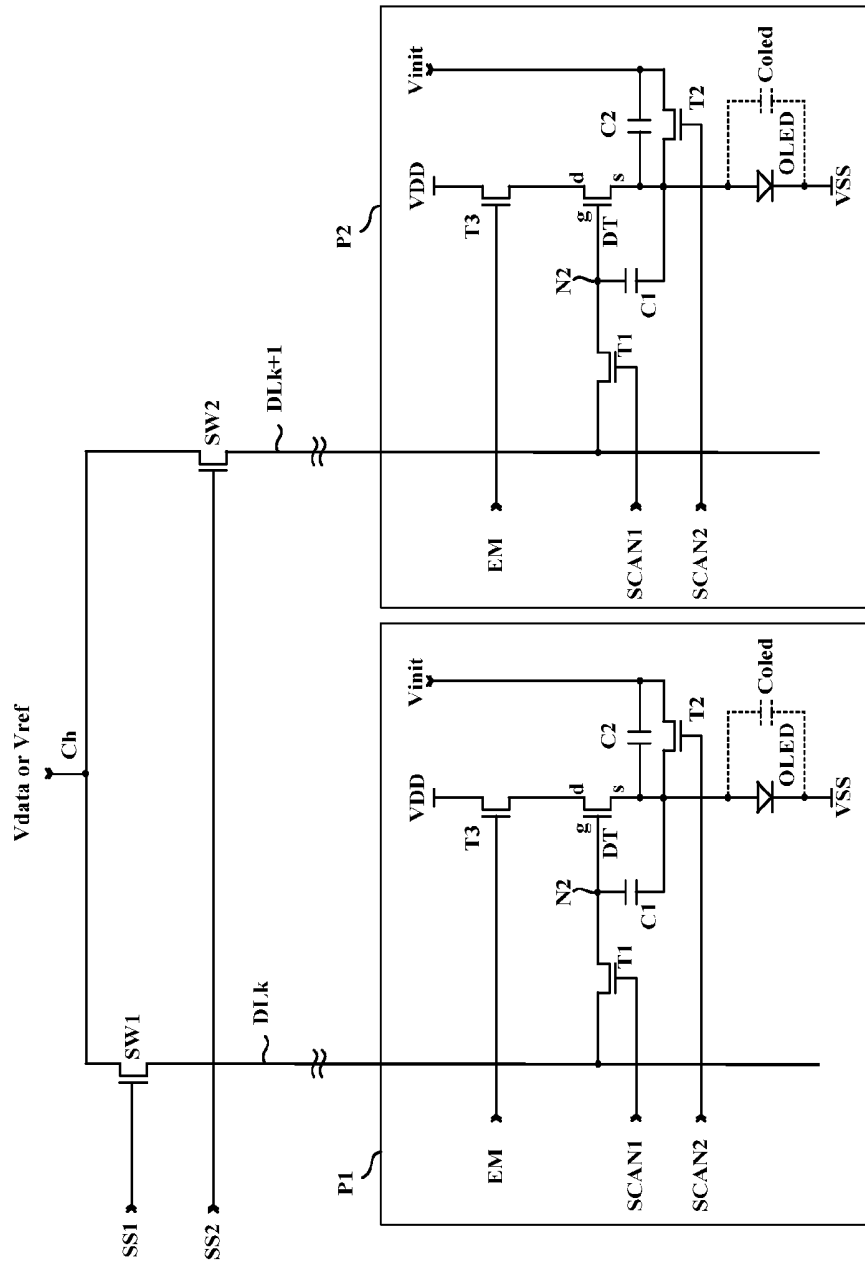 Vdata or Vref
Ch
SS1
SW1
SS2
SW2
DLk
DLk+1
P1
EM
T3
VDD
Vinit
N2
g
d
DT
s
C2
C1
T1
T2
SCAN1
SCAN2
OLED
Coled
VSS
P2
EM
T3
VDD
Vinit
N2
g
d
DT
s
C2
C1
T1
T2
SCAN1
SCAN2
OLED
Coled
VSS